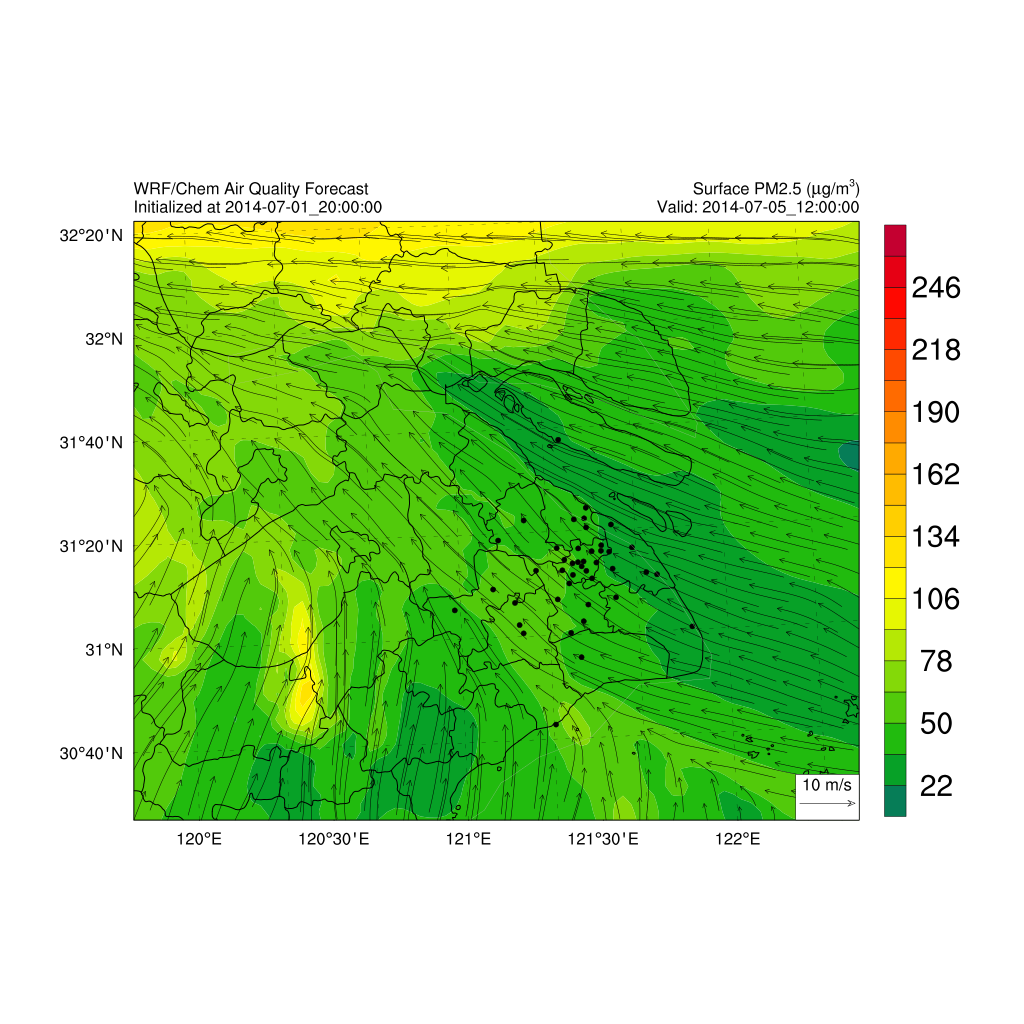 WRF/Chem Air Quality Forecast
Surface PM2.5 (μg/m³)
Initialized at 2014-07-01_20:00:00
Valid: 2014-07-05_12:00:00
32°20'N
32°N
31°40'N
31°20'N
31°N
30°40'N
120°E
120°30'E
121°E
121°30'E
122°E
10 m/s
246
218
190
162
134
106
78
50
22